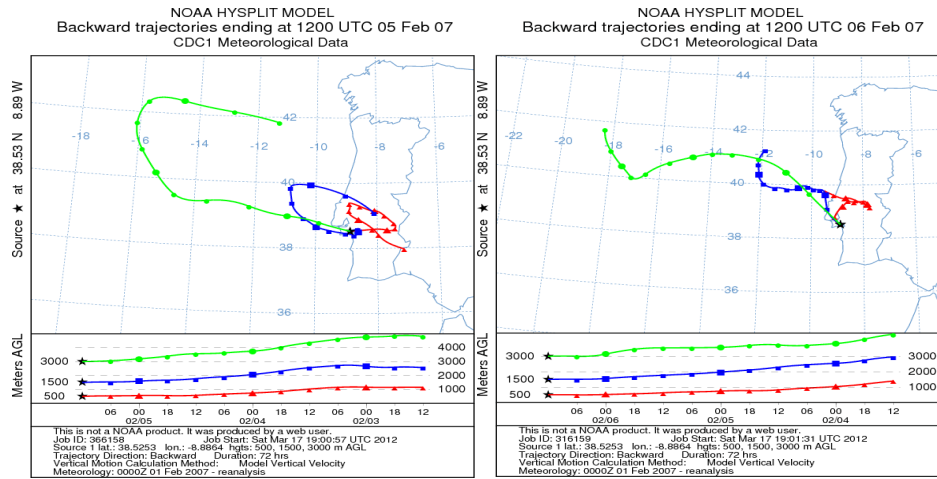 NOAA HYSPLIT MODEL
Backward trajectories ending at 1200 UTC 05 Feb 07
CDC1 Meteorological Data
Source ★ at 38.53 N 8.89 W
-18
-16
-14
-12
-10
-8
-6
42
40
38
36
Meters AGL
3000
1500
500
4000
3000
2000
1000
06 00 18 12 06 00 18 12 06 00 18 12
02/05 02/04 02/03
This is not a NOAA product. It was produced by a web user.
Job ID: 366158 Job Start: Sat Mar 17 19:00:57 UTC 2012
Source 1 lat.: 38.5253 lon.: -8.8864 hgts: 500, 1500, 3000 m AGL
Trajectory Direction: Backward Duration: 72 hrs
Vertical Motion Calculation Method: Model Vertical Velocity
Meteorology: 0000Z 01 Feb 2007 - reanalysis
NOAA HYSPLIT MODEL
Backward trajectories ending at 1200 UTC 06 Feb 07
CDC1 Meteorological Data
Source ★ at 38.53 N 8.89 W
44
-22
-20
-18
-16
-14
-10
-8
-6
42
40
38
36
Meters AGL
3000
1500
500
3000
2000
1000
06 00 18 12 06 00 18 12 06 00 18 12
02/06 02/05 02/04
This is not a NOAA product. It was produced by a web user.
Job ID: 316159 Job Start: Sat Mar 17 19:01:31 UTC 2012
Source 1 lat.: 38.5253 lon.: -8.8864 hgts: 500, 1500, 3000 m AGL
Trajectory Direction: Backward Duration: 72 hrs
Vertical Motion Calculation Method: Model Vertical Velocity
Meteorology: 0000Z 01 Feb 2007 - reanalysis